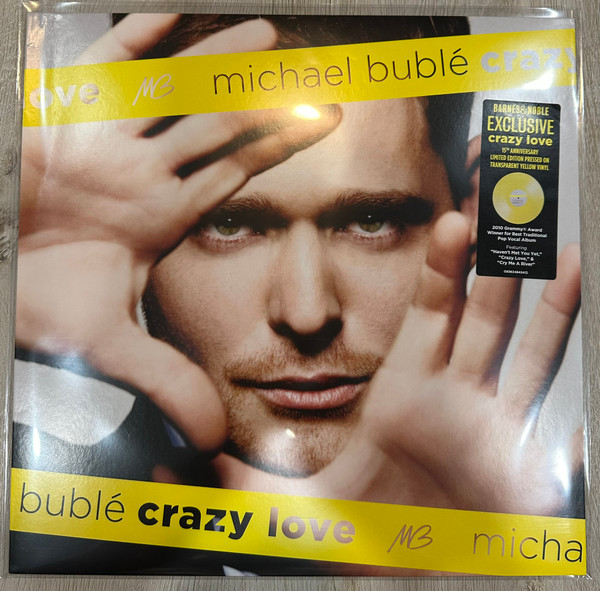 ove MB michael bublé crazy
BARNES & NOBLE
EXCLUSIVE
crazy love
15TH ANNIVERSARY
LIMITED EDITION PRESSED ON
TRANSPARENT YELLOW VINYL
2010 Grammy® Award
Winner for Best Traditional
Pop Vocal Album
Featuring
"Haven't Met You Yet,"
"Crazy Love," &
"Cry Me A River"
bublé crazy love MB micha